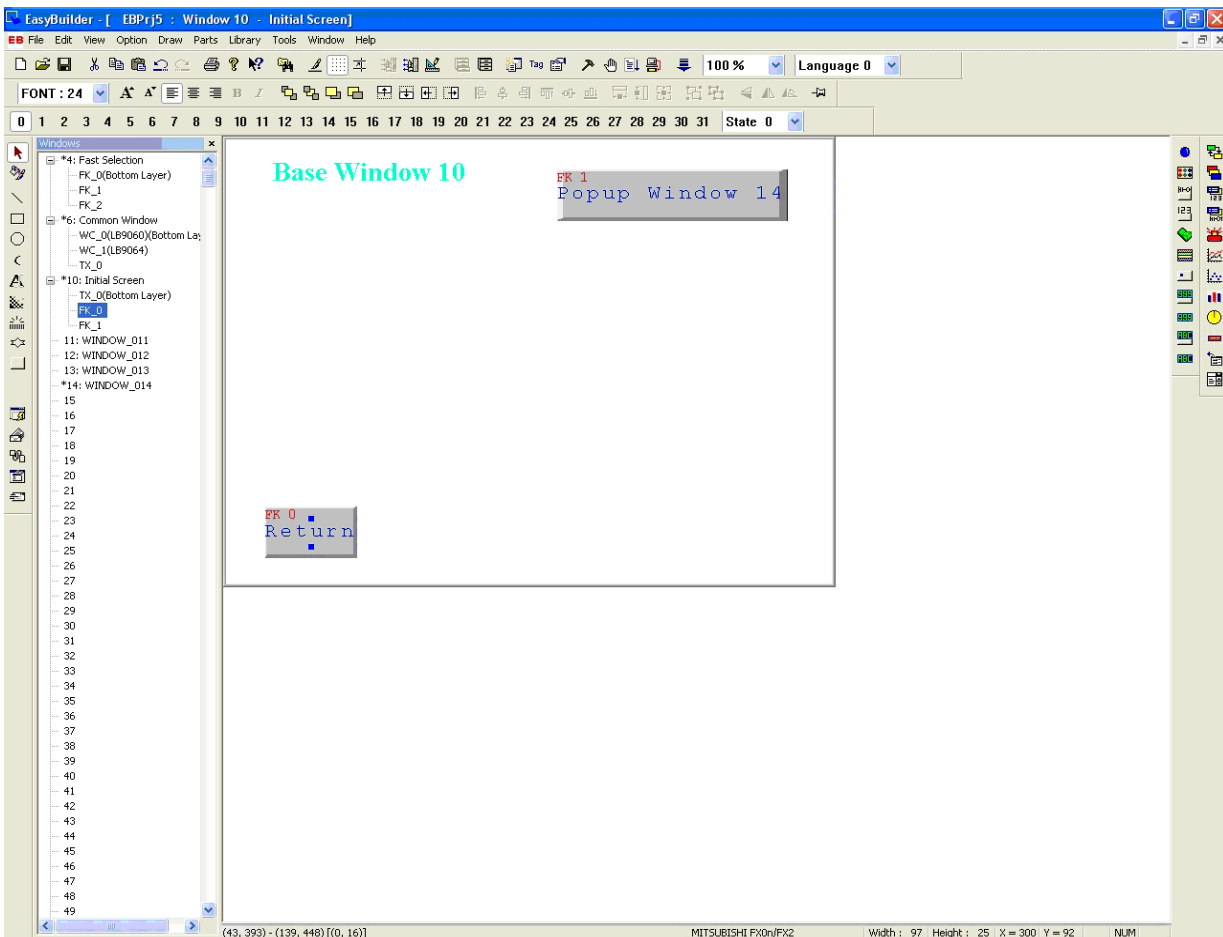 EasyBuilder - [   EBPrj5  :  Window 10  -  Initial Screen]
EB File Edit View Option Draw Parts Library Tools Window Help
Tag 100 % Language 0
FONT : 24 A A B I
0 1 2 3 4 5 6 7 8 9 10 11 12 13 14 15 16 17 18 19 20 21 22 23 24 25 26 27 28 29 30 31 State 0
Windows
*4: Fast Selection
FK_0(Bottom Layer)
FK_1
FK_2
*6: Common Window
WC_0(LB9060)(Bottom Lay
WC_1(LB9064)
TX_0
*10: Initial Screen
TX_0(Bottom Layer)
FK_0
FK_1
11: WINDOW_011
12: WINDOW_012
13: WINDOW_013
*14: WINDOW_014
15
16
17
18
19
20
21
22
23
24
25
26
27
28
29
30
31
32
33
34
35
36
37
38
39
40
41
42
43
44
45
46
47
48
49
Base Window 10
FK 1
Popup Window 14
FK 0
Return
(43, 393) - (139, 448) [(0, 16)]
MITSUBISHI FX0n/FX2
Width : 97 Height : 25 X = 300 Y = 92 NUM